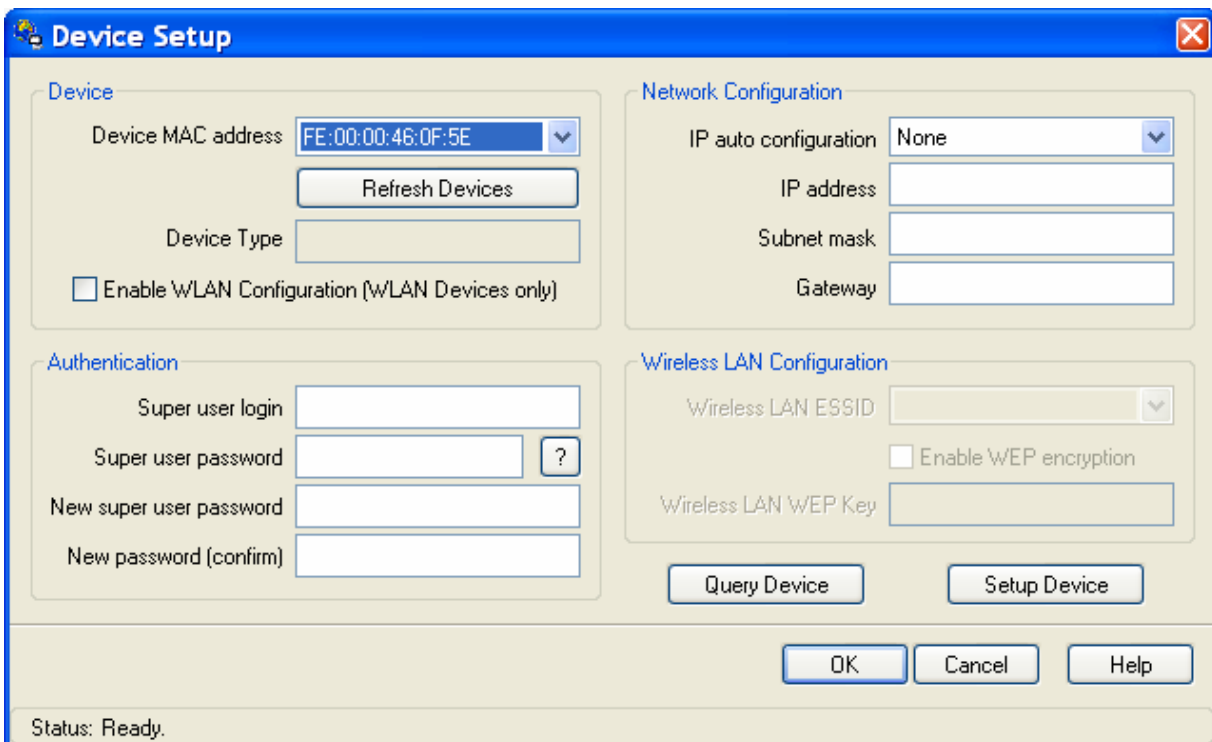 Device Setup
Device
Device MAC address FE:00:00:46:0F:5E
Refresh Devices
Device Type
Enable WLAN Configuration (WLAN Devices only)
Network Configuration
IP auto configuration None
IP address
Subnet mask
Gateway
Authentication
Super user login
Super user password ?
New super user password
New password (confirm)
Wireless LAN Configuration
Wireless LAN ESSID
Enable WEP encryption
Wireless LAN WEP Key
Query Device Setup Device
OK Cancel Help
Status: Ready.